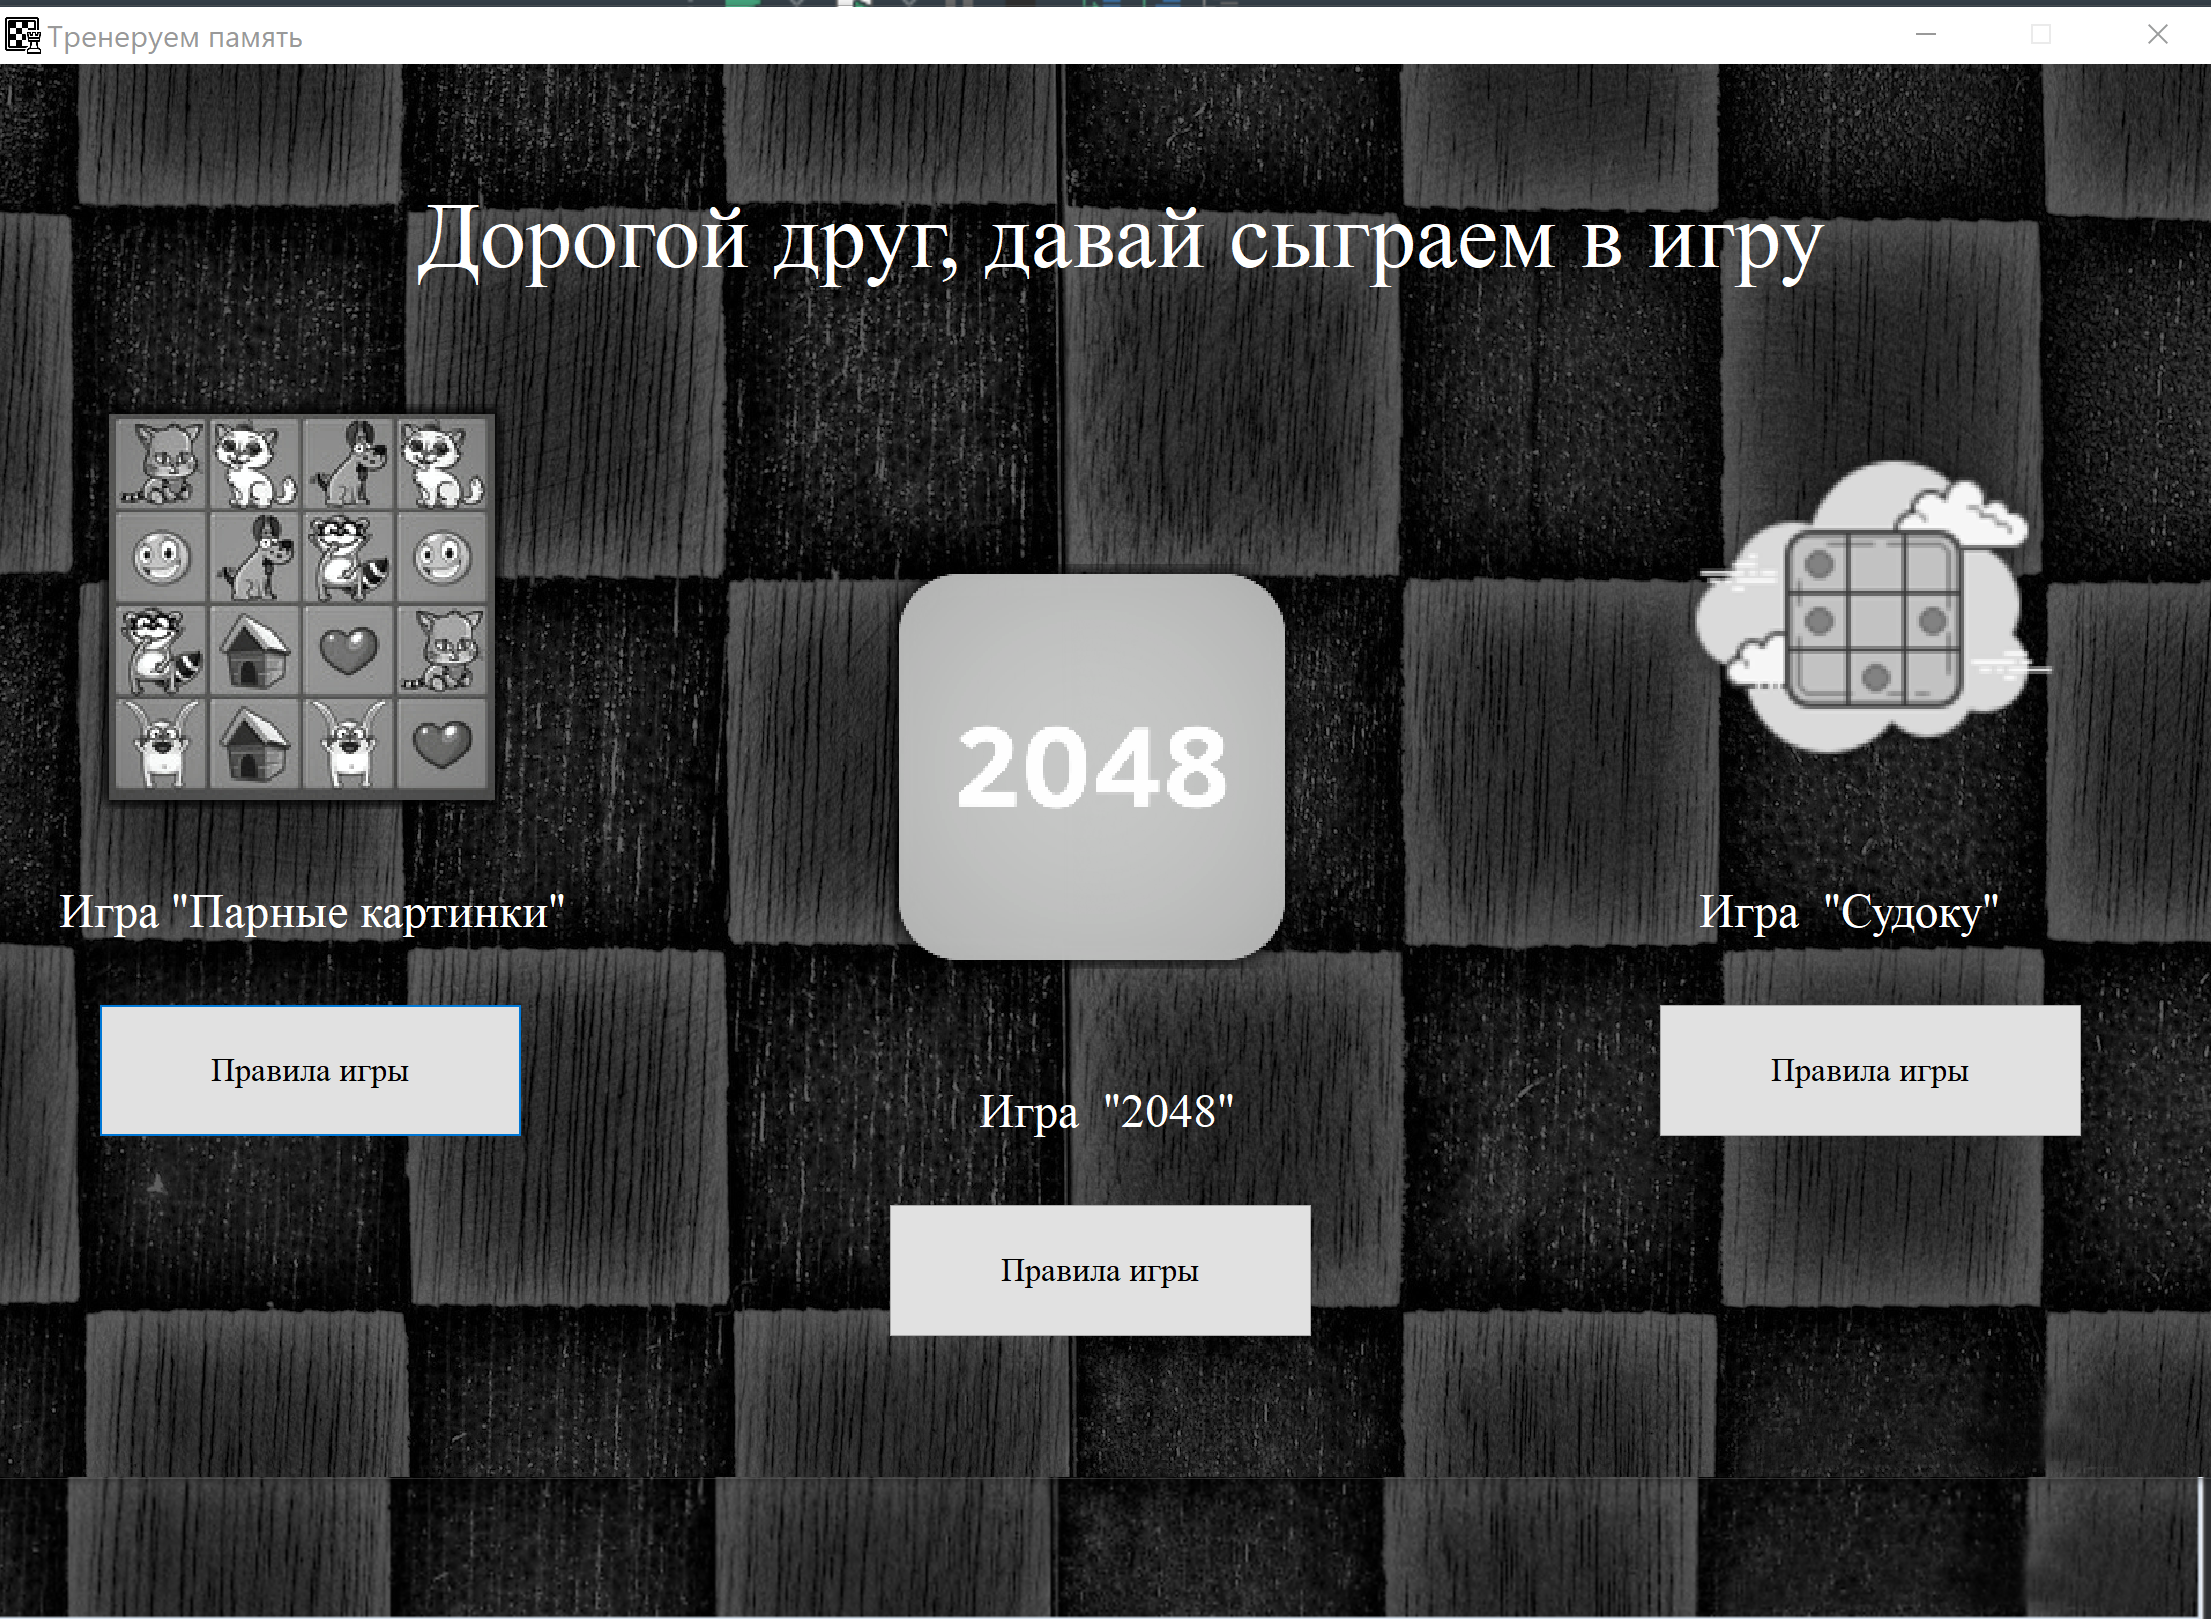 Тренеруем память
Дорогой друг, давай сыграем в игру
2048
Игра "Парные картинки"
Игра "Судоку"
Правила игры
Правила игры
Игра "2048"
Правила игры